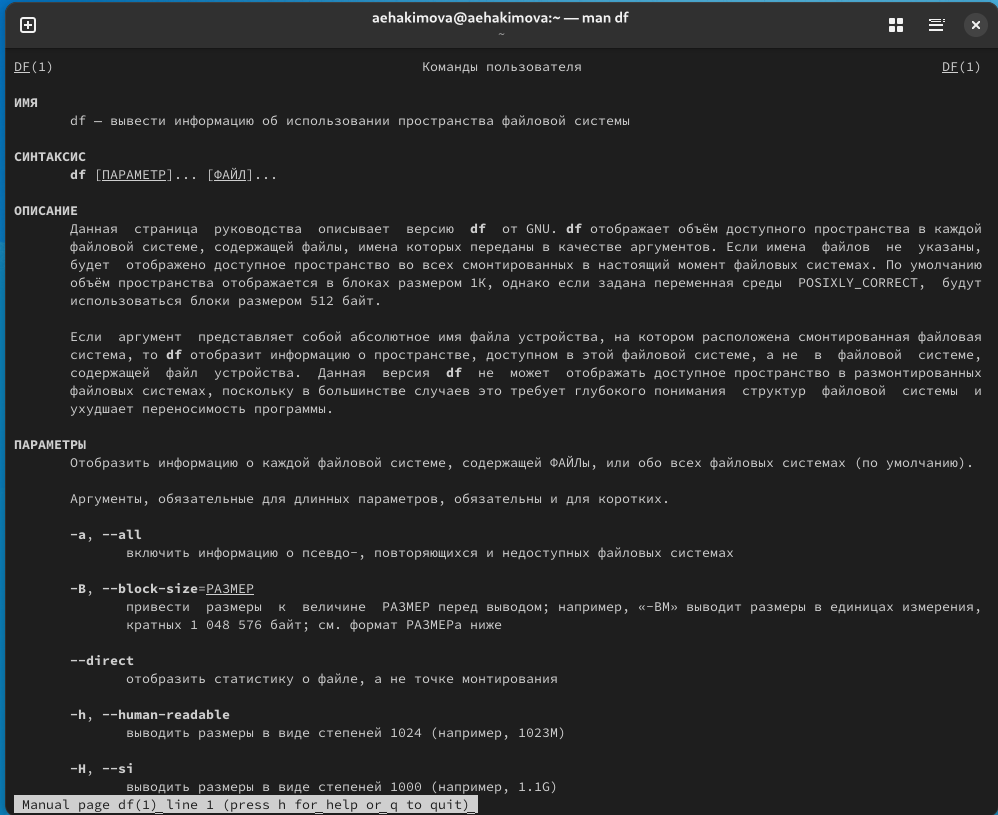 aehakimova@aehakimova:~ — man df
~
DF(1) Команды пользователя DF(1)
ИМЯ
df — вывести информацию об использовании пространства файловой системы
СИНТАКСИС
df [ПАРАМЕТР]... [ФАЙЛ]...
ОПИСАНИЕ
Данная страница руководства описывает версию df от GNU. df отображает объём доступного пространства в каждой
файловой системе, содержащей файлы, имена которых переданы в качестве аргументов. Если имена файлов не указаны,
будет отображено доступное пространство во всех смонтированных в настоящий момент файловых системах. По умолчанию
объём пространства отображается в блоках размером 1К, однако если задана переменная среды POSIXLY_CORRECT, будут
использоваться блоки размером 512 байт.
Если аргумент представляет собой абсолютное имя файла устройства, на котором расположена смонтированная файловая
система, то df отобразит информацию о пространстве, доступном в этой файловой системе, а не в файловой системе,
содержащей файл устройства. Данная версия df не может отображать доступное пространство в размонтированных
файловых системах, поскольку в большинстве случаев это требует глубокого понимания структур файловой системы и
ухудшает переносимость программы.
ПАРАМЕТРЫ
Отобразить информацию о каждой файловой системе, содержащей ФАЙЛы, или обо всех файловых системах (по умолчанию).
Аргументы, обязательные для длинных параметров, обязательны и для коротких.
-a, --all
включить информацию о псевдо-, повторяющихся и недоступных файловых системах
-B, --block-size=РАЗМЕР
привести размеры к величине РАЗМЕР перед выводом; например, «-BM» выводит размеры в единицах измерения,
кратных 1 048 576 байт; см. формат РАЗМЕРа ниже
--direct
отобразить статистику о файле, а не точке монтирования
-h, --human-readable
выводить размеры в виде степеней 1024 (например, 1023M)
-H, --si
выводить размеры в виде степеней 1000 (например, 1.1G)
Manual page df(1) line 1 (press h for help or q to quit)